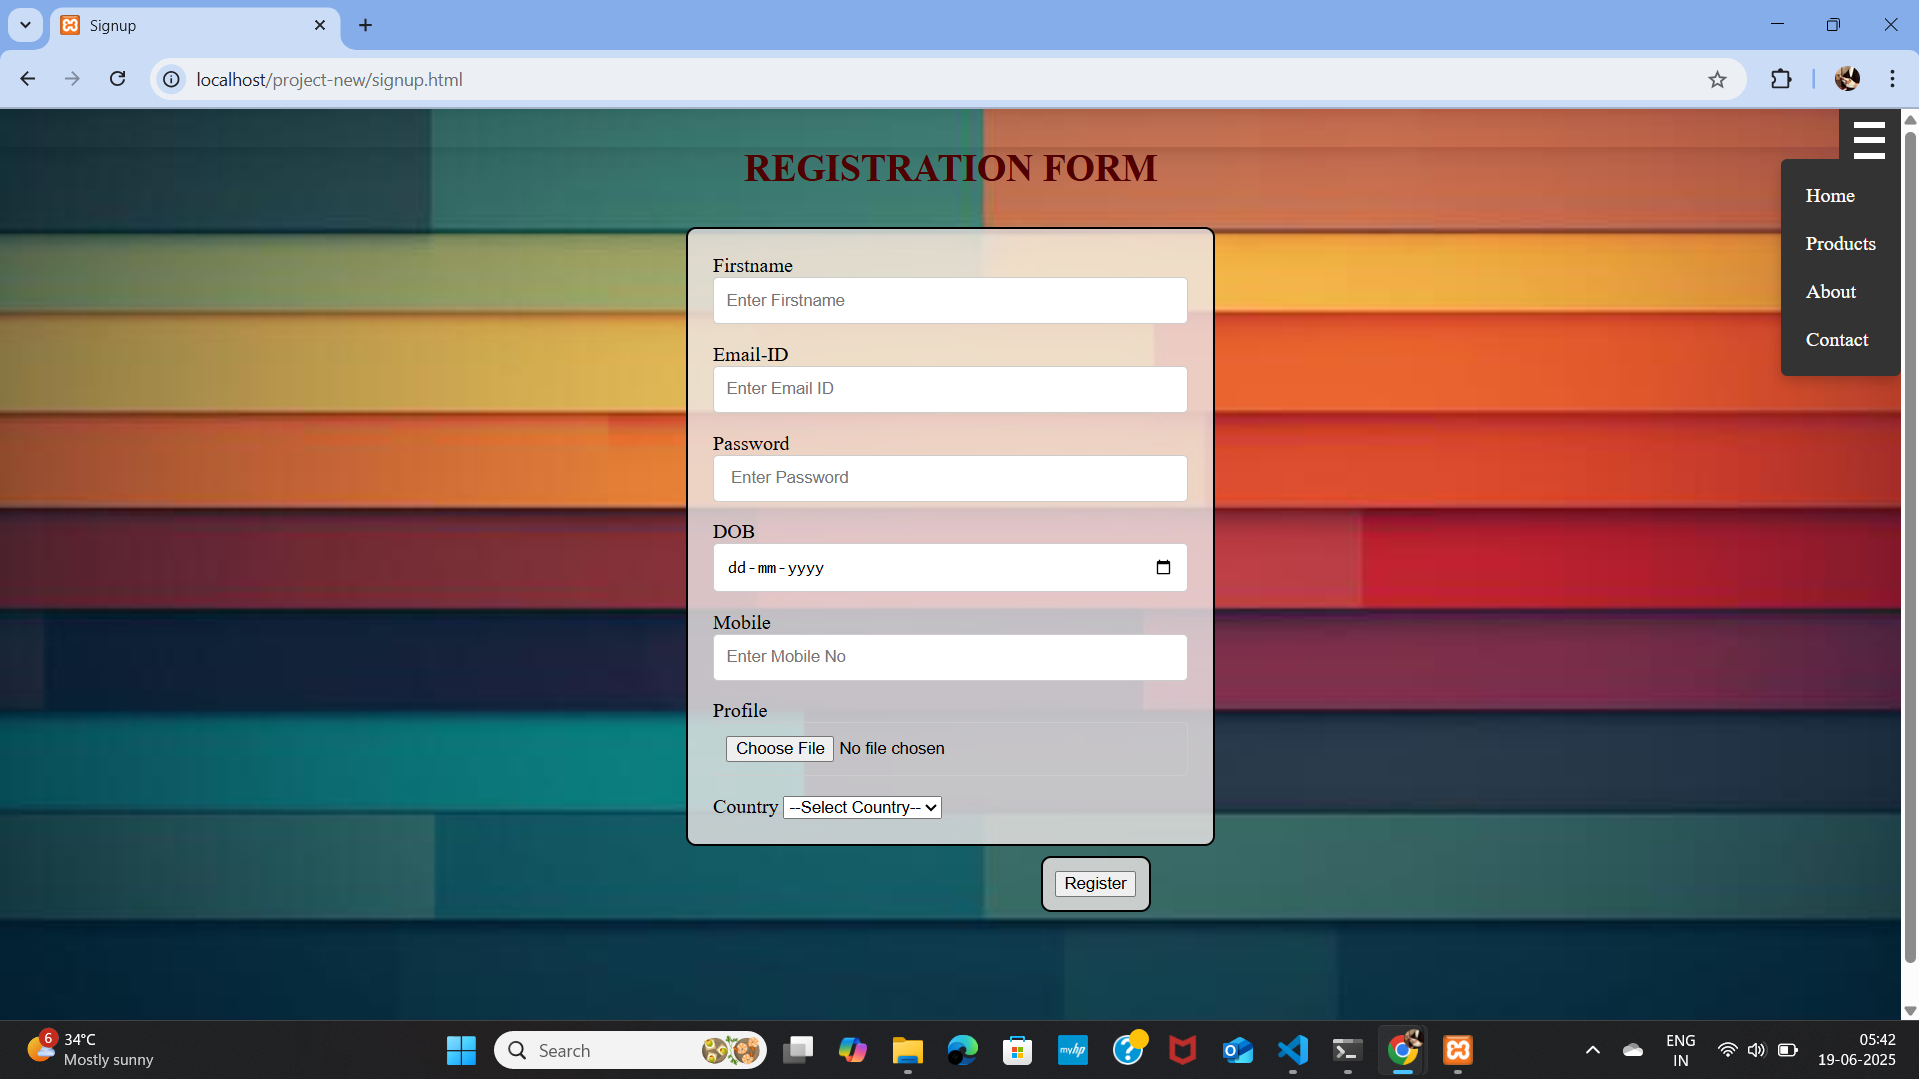 Signup
localhost/project-new/signup.html
REGISTRATION FORM
Home
Products
About
Contact
Firstname
Enter Firstname
Email-ID
Enter Email ID
Password
Enter Password
DOB
dd-mm-yyyy
Mobile
Enter Mobile No
Profile
Choose File No file chosen
Country --Select Country--
Register
6
34°C
Mostly sunny
Search
myhp
ENG
IN
05:42
19-06-2025